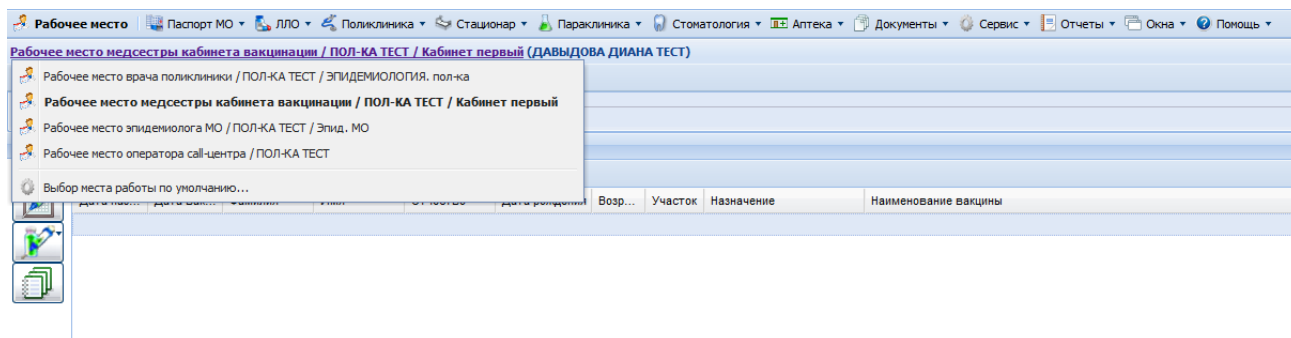 Рабочее место Паспорт МО ЛЛО Поликлиника Стационар Параклиника Стоматология Аптека Документы Сервис Отчеты Окна Помощь
Рабочее место медсестры кабинета вакцинации / ПОЛ-КА ТЕСТ / Кабинет первый (ДАВЫДОВА ДИАНА ТЕСТ)
Рабочее место врача поликлиники / ПОЛ-КА ТЕСТ / ЭПИДЕМИОЛОГИЯ. пол-ка
Рабочее место медсестры кабинета вакцинации / ПОЛ-КА ТЕСТ / Кабинет первый
Рабочее место эпидемиолога МО / ПОЛ-КА ТЕСТ / Эпид. МО
Рабочее место оператора call-центра / ПОЛ-КА ТЕСТ
Выбор места работы по умолчанию...
Дата рождения Возр... Участок Назначение Наименование вакцины